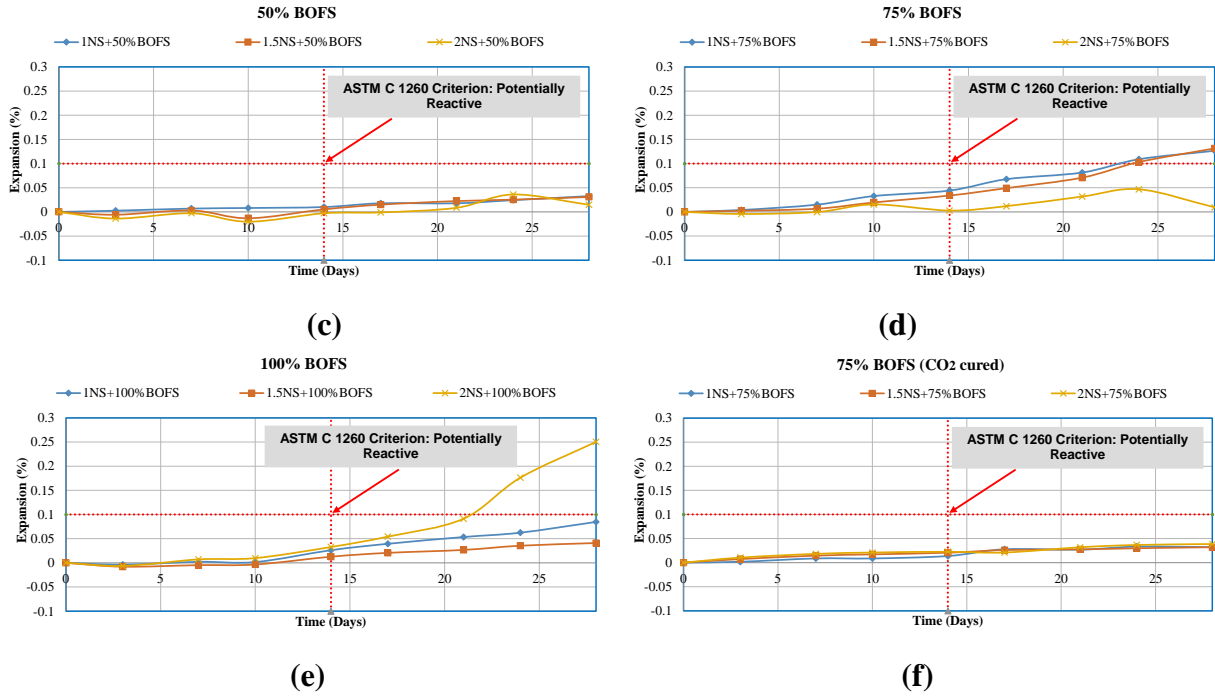 50% BOFS
1NS+50%BOFS 1.5NS+50%BOFS 2NS+50%BOFS
0.3
0.25
0.2
0.15
0.1
0.05
0
-0.05
-0.1
Expansion (%)
ASTM C 1260 Criterion: Potentially
Reactive
0 5 10 15 20 25
Time (Days)
(c)
75% BOFS
1NS+75%BOFS 1.5NS+75%BOFS 2NS+75%BOFS
0.3
0.25
0.2
0.15
0.1
0.05
0
-0.05
-0.1
Expansion (%)
ASTM C 1260 Criterion: Potentially
Reactive
0 5 10 15 20 25
Time (Days)
(d)
100% BOFS
1NS+100%BOFS 1.5NS+100%BOFS 2NS+100%BOFS
0.3
0.25
0.2
0.15
0.1
0.05
0
-0.05
-0.1
Expansion (%)
ASTM C 1260 Criterion: Potentially
Reactive
0 5 10 15 20 25
Time (Days)
(e)
75% BOFS (CO2 cured)
1NS+75%BOFS 1.5NS+75%BOFS 2NS+75%BOFS
0.3
0.25
0.2
0.15
0.1
0.05
0
-0.05
-0.1
Expansion (%)
ASTM C 1260 Criterion: Potentially
Reactive
0 5 10 15 20 25
Time (Days)
(f)